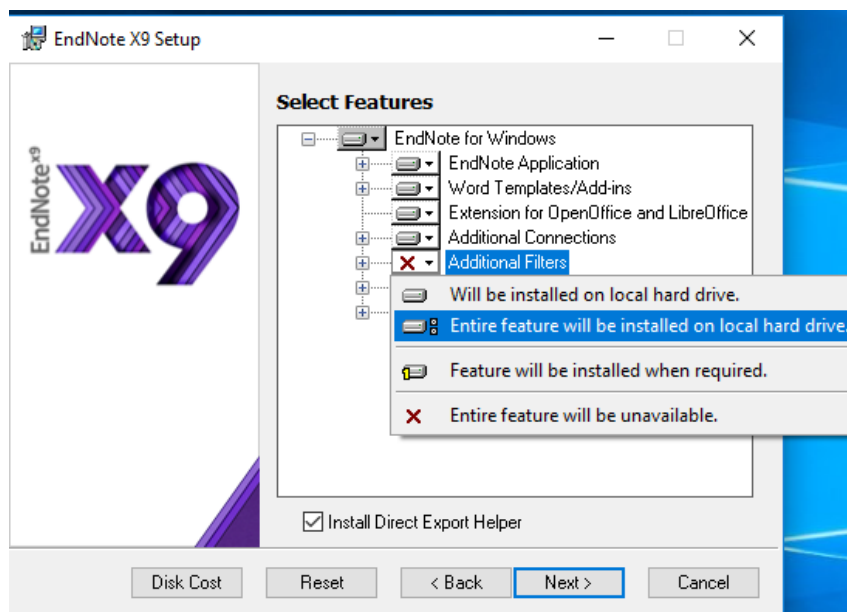 EndNote X9 Setup
Select Features
EndNote for Windows
EndNote Application
Word Templates/Add-ins
Extension for OpenOffice and LibreOffice
Additional Connections
Additional Filters
Will be installed on local hard drive.
Entire feature will be installed on local hard drive.
Feature will be installed when required.
Entire feature will be unavailable.
EndNote x9
X9
Install Direct Export Helper
Disk Cost
Reset
< Back
Next >
Cancel